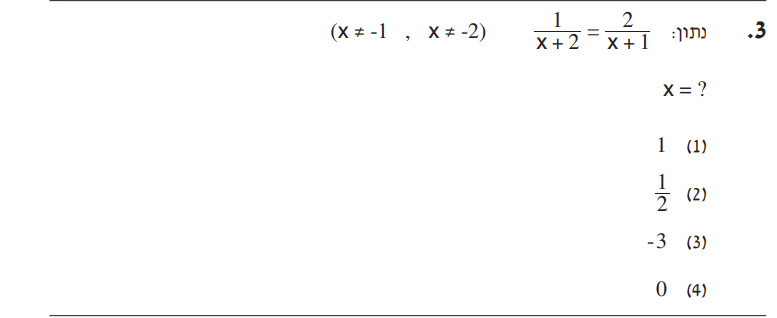 3. נתון: 1/(x + 2) = 2/(x + 1) (x ≠ -1 , x ≠ -2)
x = ?
(1) 1
(2) 1/2
(3) -3
(4) 0